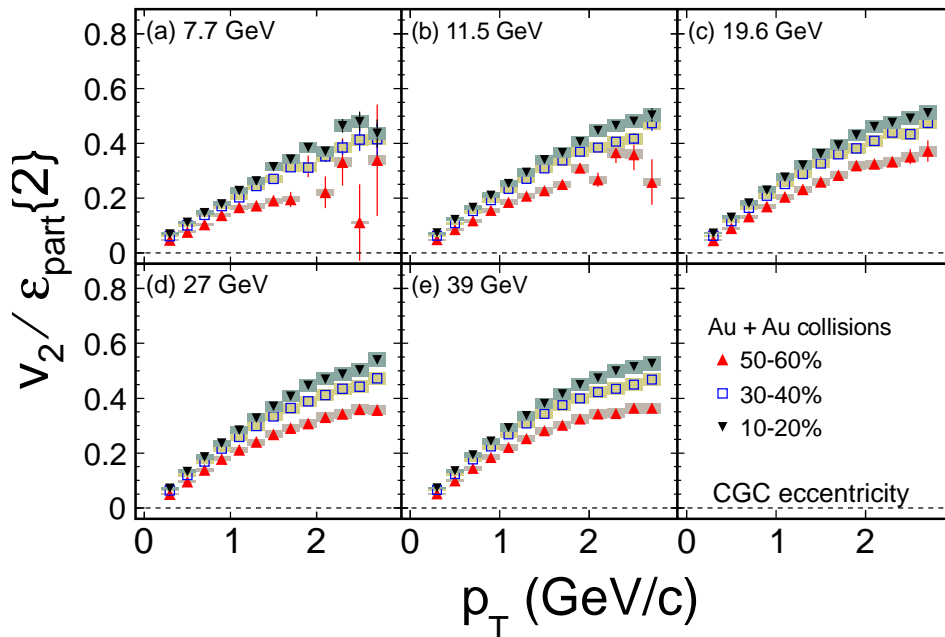 (a) 7.7 GeV
(b) 11.5 GeV
(c) 19.6 GeV
0.8
0.6
0.4
0.2
0
(d) 27 GeV
(e) 39 GeV
0.8
0.6
0.4
0.2
0
Au + Au collisions
50-60%
30-40%
10-20%
CGC eccentricity
0 1 2 0 1 2 0 1 2
v2 / εpart{2}
pT (GeV/c)